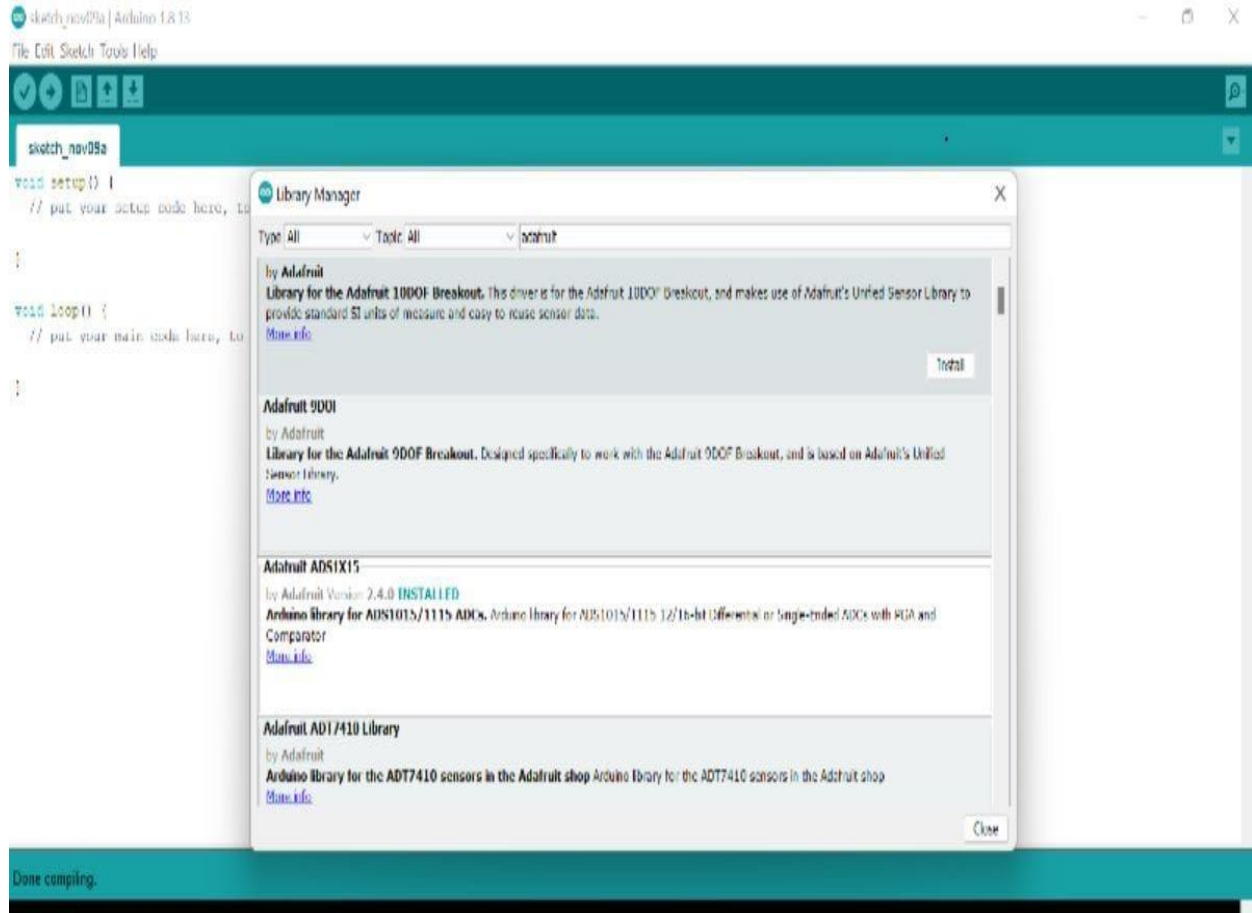 sketch_nov09a | Arduino 1.8.13
File Edit Sketch Tools Help
sketch_nov09a
void setup() {
// put your setup code here, to
}
void loop() {
// put your main code here, to
}
Library Manager
Type All Topic All adafruit
by Adafruit
Library for the Adafruit 10DOF Breakout. This driver is for the Adafruit 10DOF Breakout, and makes use of Adafruit's Unified Sensor Library to
provide standard SI units of measure and easy to reuse sensor data.
More info
Install
Adafruit 9DOF
by Adafruit
Library for the Adafruit 9DOF Breakout. Designed specifically to work with the Adafruit 9DOF Breakout, and is based on Adafruit's Unified
Sensor Library.
More info
Adafruit ADS1X15
by Adafruit Version 2.4.0 INSTALLED
Arduino library for ADS1015/1115 ADCs. Arduino library for ADS1015/1115 12/16-bit Differential or Single-Ended ADCs with PGA and
Comparator
More info
Adafruit ADT7410 Library
by Adafruit
Arduino library for the ADT7410 sensors in the Adafruit shop Arduino library for the ADT7410 sensors in the Adafruit shop
More info
Close
Done compiling.